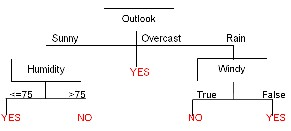 Outlook
Sunny Overcast Rain
Humidity YES Windy
<=75 >75 True False
YES NO NO YES